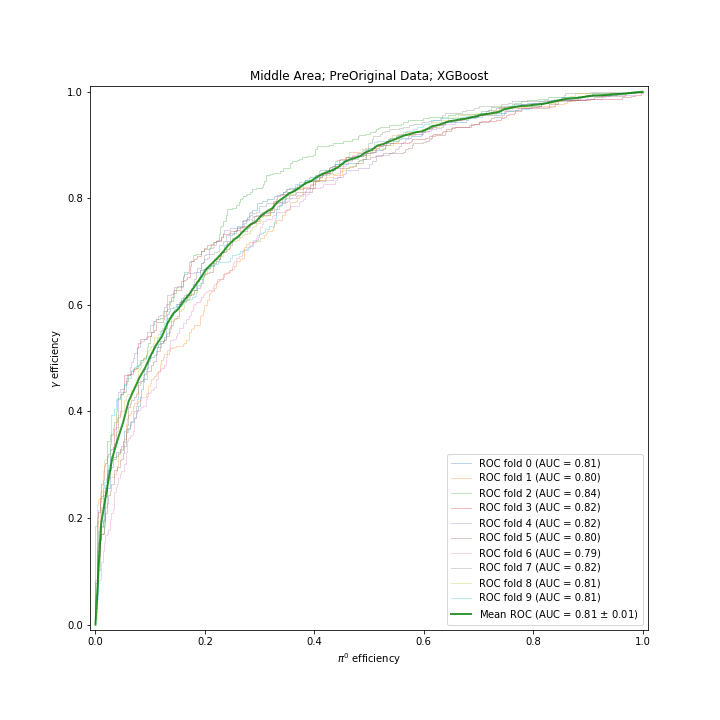 Middle Area; PreOriginal Data; XGBoost
1.0
0.8
0.6
0.4
0.2
0.0
γ efficiency
0.0 0.2 0.4 0.6 0.8 1.0
π⁰ efficiency
ROC fold 0 (AUC = 0.81)
ROC fold 1 (AUC = 0.80)
ROC fold 2 (AUC = 0.84)
ROC fold 3 (AUC = 0.82)
ROC fold 4 (AUC = 0.82)
ROC fold 5 (AUC = 0.80)
ROC fold 6 (AUC = 0.79)
ROC fold 7 (AUC = 0.82)
ROC fold 8 (AUC = 0.81)
ROC fold 9 (AUC = 0.81)
Mean ROC (AUC = 0.81 ± 0.01)